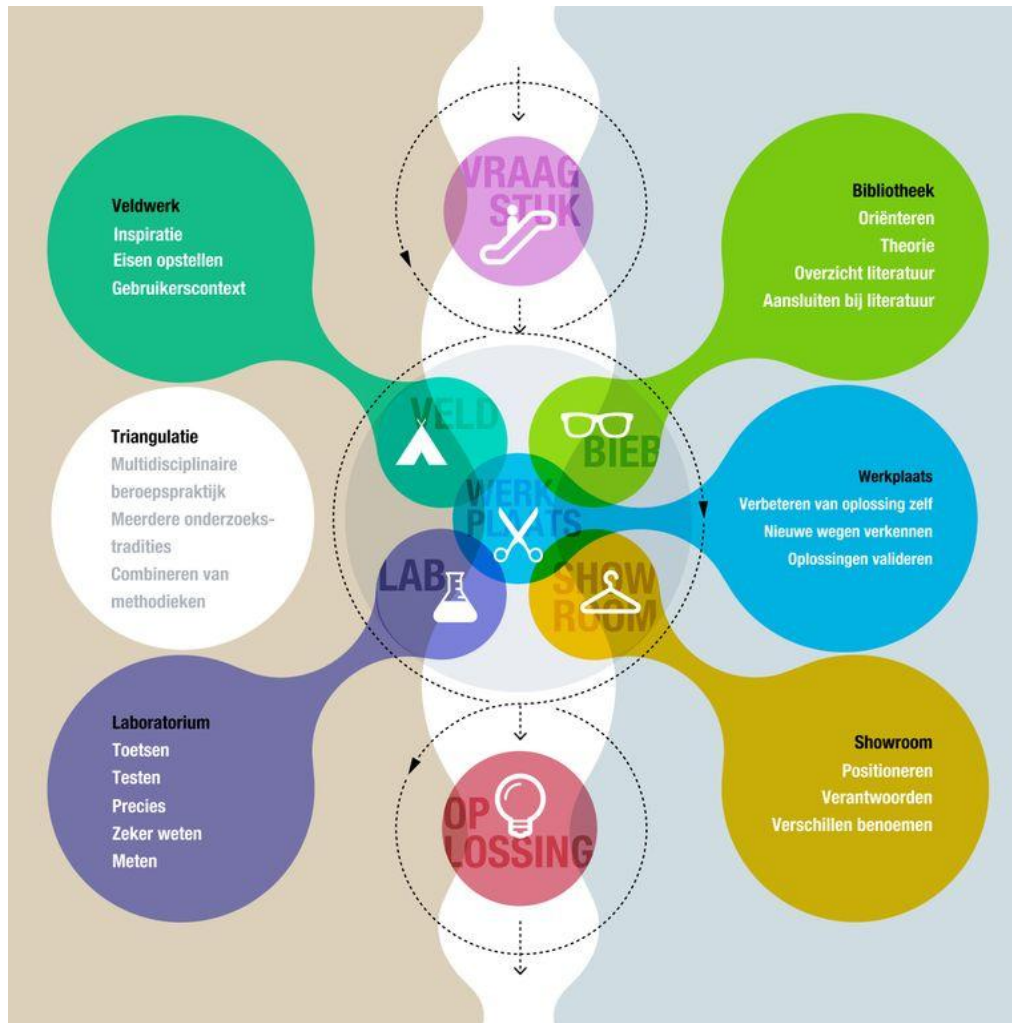 VRAAG
STUK
Veldwerk
Inspiratie
Eisen opstellen
Gebruikerscontext
Bibliotheek
Oriënteren
Theorie
Overzicht literatuur
Aansluiten bij literatuur
VELD
BIEB
WERK
PLAATS
LAB
SHOW
ROOM
Triangulatie
Multidisciplinaire
beroepspraktijk
Meerdere onderzoeks-
tradities
Combineren van
methodieken
Werkplaats
Verbeteren van oplossing zelf
Nieuwe wegen verkennen
Oplossingen valideren
Laboratorium
Toetsen
Testen
Precies
Zeker weten
Meten
Showroom
Positioneren
Verantwoorden
Verschillen benoemen
OP
LOSSING